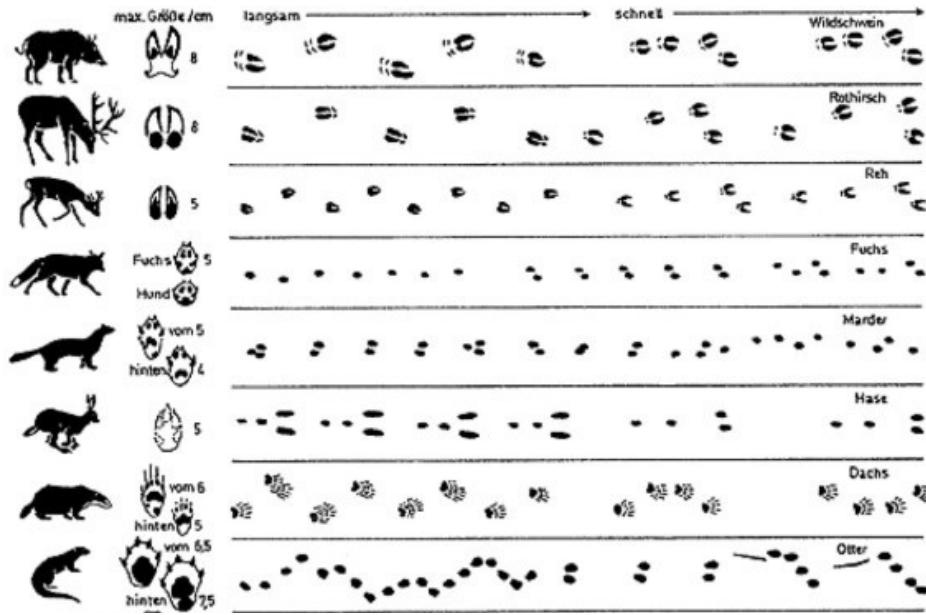 max. Größe/cm langsam schnell
Wildschwein
8
Rothirsch
8
Reh
5
Fuchs
Fuchs 5
Hund
Marder
vorn 5
hinten 4
Hase
5
Dachs
vorn 6
hinten 5
Otter
vorn 6,5
hinten 7,5